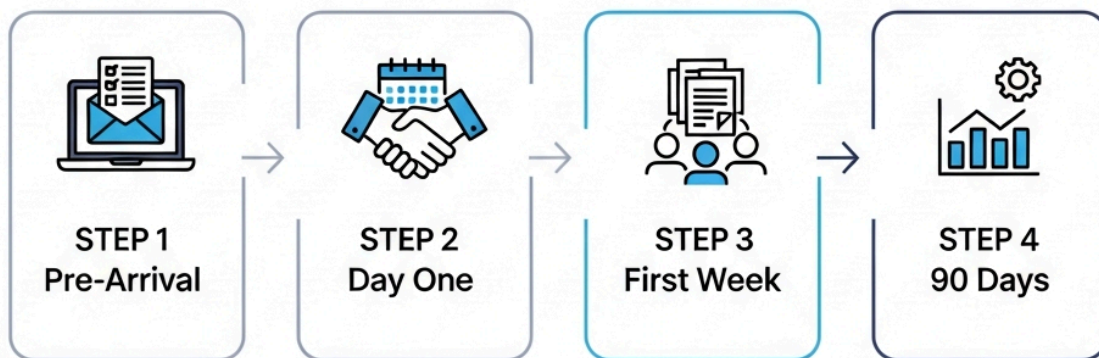 STEP 1
Pre-Arrival
STEP 2
Day One
STEP 3
First Week
STEP 4
90 Days